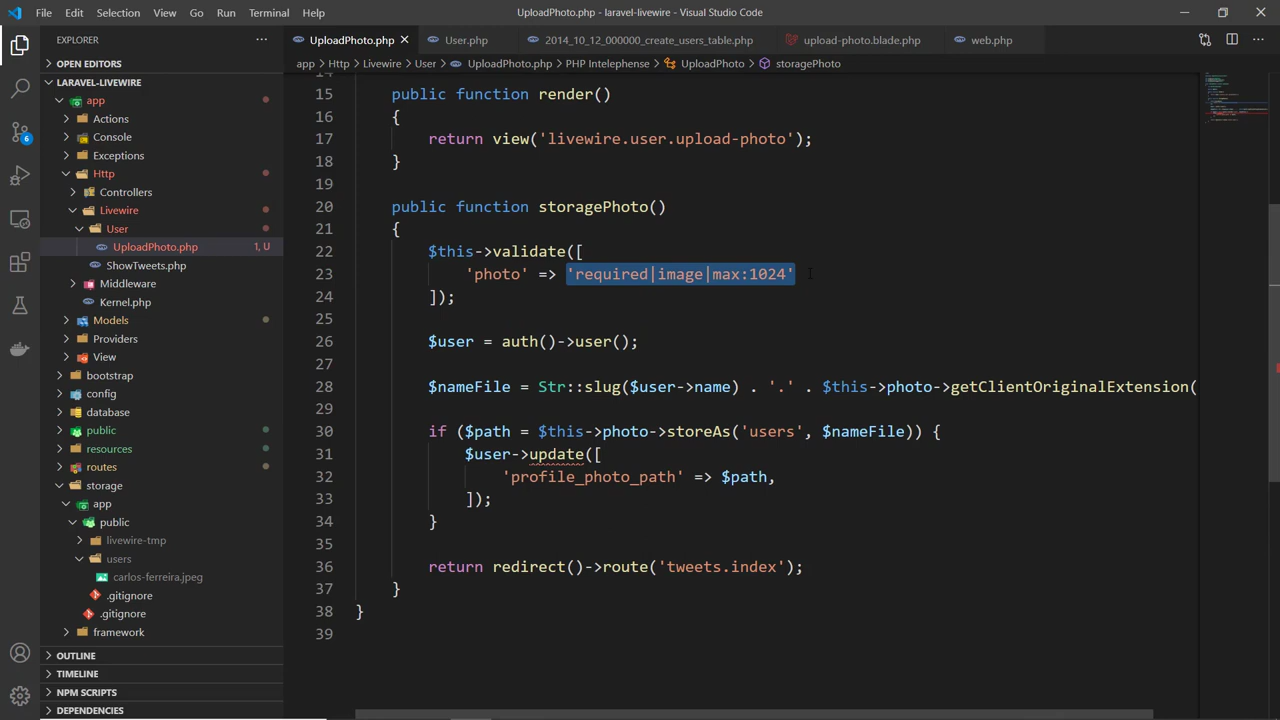 File Edit Selection View Go Run Terminal Help
UploadPhoto.php - laravel-livewire - Visual Studio Code
EXPLORER
OPEN EDITORS
LARAVEL-LIVEWIRE
app
Actions
Console
Exceptions
Http
Controllers
Livewire
User
UploadPhoto.php 1, U
ShowTweets.php
Middleware
Kernel.php
Models
Providers
View
bootstrap
config
database
public
resources
routes
storage
app
public
livewire-tmp
users
carlos-ferreira.jpeg
.gitignore
.gitignore
framework
OUTLINE
TIMELINE
NPM SCRIPTS
DEPENDENCIES
6
UploadPhoto.php User.php 2014_10_12_000000_create_users_table.php upload-photo.blade.php web.php
app > Http > Livewire > User > UploadPhoto.php > PHP Intelephense > UploadPhoto > storagePhoto
14
15 public function render()
16 {
17 return view('livewire.user.upload-photo');
18 }
19
20 public function storagePhoto()
21 {
22 $this->validate([
23 'photo' => 'required|image|max:1024'
24 ]);
25
26 $user = auth()->user();
27
28 $nameFile = Str::slug($user->name) . '.' . $this->photo->getClientOriginalExtension(
29
30 if ($path = $this->photo->storeAs('users', $nameFile)) {
31 $user->update([
32 'profile_photo_path' => $path,
33 ]);
34 }
35
36 return redirect()->route('tweets.index');
37 }
38 }
39